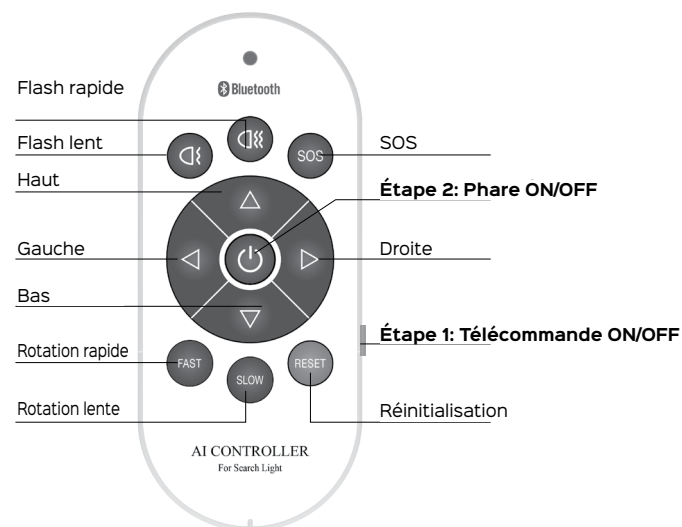 Bluetooth
Flash rapide
Flash lent
SOS
SOS
Haut
Étape 2: Phare ON/OFF
Gauche
Droite
Bas
Étape 1: Télécommande ON/OFF
Rotation rapide
FAST
SLOW
RESET
Rotation lente
Réinitialisation
AI CONTROLLER
For Search Light